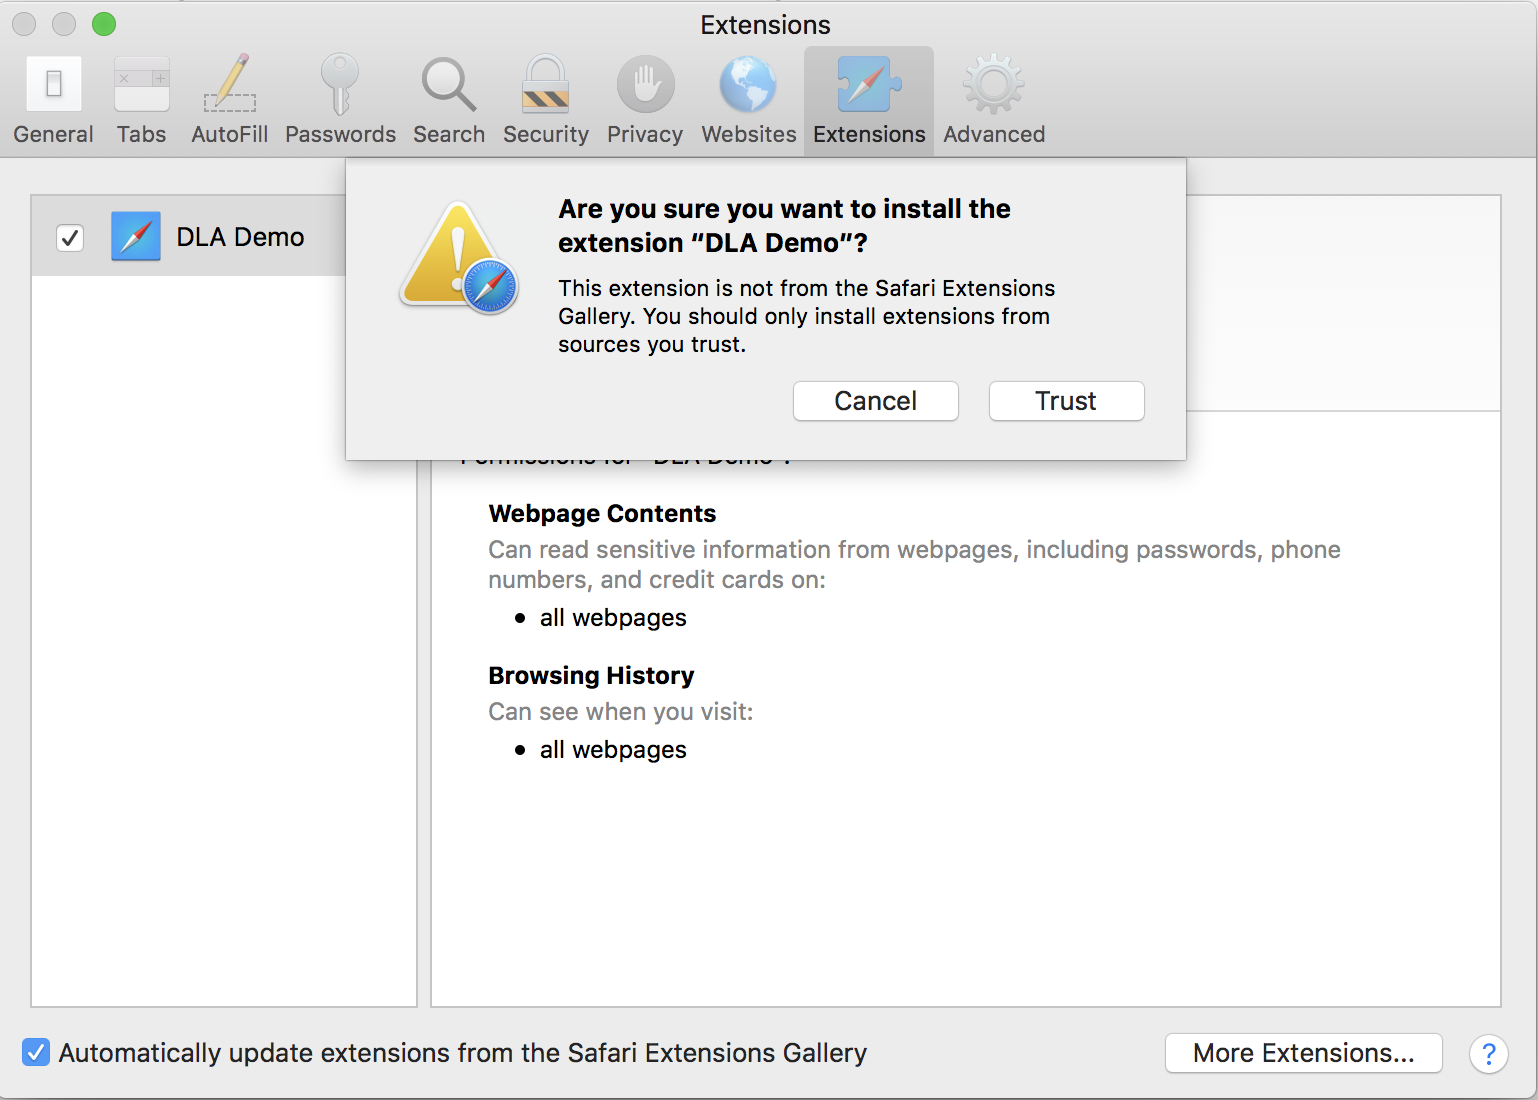 Extensions
General
Tabs
AutoFill
Passwords
Search
Security
Privacy
Websites
Extensions
Advanced
DLA Demo
Are you sure you want to install the
extension “DLA Demo”?
This extension is not from the Safari Extensions
Gallery. You should only install extensions from
sources you trust.
Cancel
Trust
Permissions for “DLA Demo”:
Webpage Contents
Can read sensitive information from webpages, including passwords, phone
numbers, and credit cards on:
• all webpages
Browsing History
Can see when you visit:
• all webpages
Automatically update extensions from the Safari Extensions Gallery
More Extensions...
?